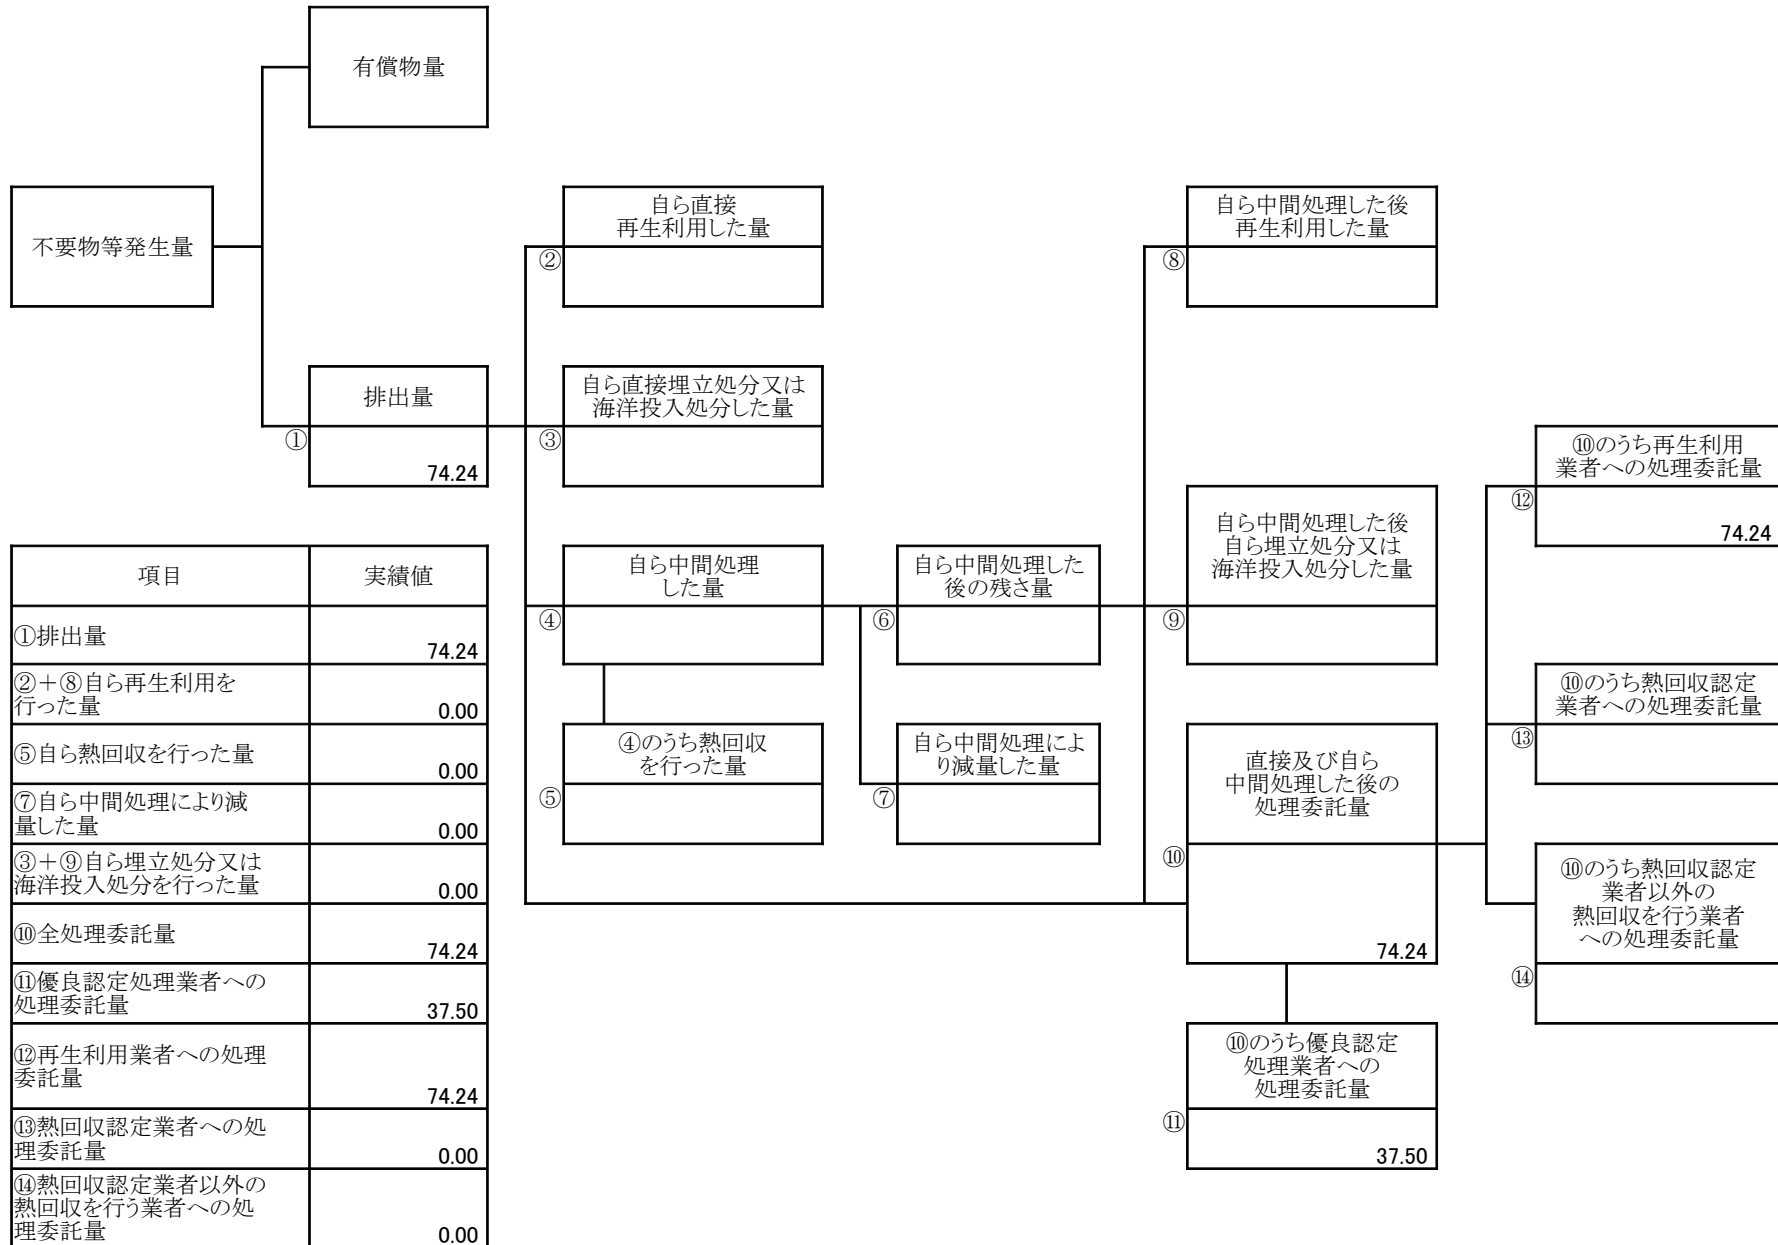 有償物量
不要物等発生量
自ら直接
再生利用した量
②
自ら中間処理した後
再生利用した量
⑧
排出量
①
74.24
自ら直接埋立処分又は
海洋投入処分した量
③
⑩のうち再生利用
業者への処理委託量
⑫
74.24
自ら中間処理
した量
④
自ら中間処理した
後の残さ量
⑥
自ら中間処理した後
自ら埋立処分又は
海洋投入処分した量
⑨
⑩のうち熱回収認定
業者への処理委託量
⑬
④のうち熱回収
を行った量
⑤
自ら中間処理によ
り減量した量
⑦
直接及び自ら
中間処理した後の
処理委託量
⑩
74.24
⑩のうち熱回収認定
業者以外の
熱回収を行う業者
への処理委託量
⑭
⑩のうち優良認定
処理業者への
処理委託量
⑪
37.50
項目 実績値
①排出量
74.24
②+⑧自ら再生利用を
行った量
0.00
⑤自ら熱回収を行った量
0.00
⑦自ら中間処理により減
量した量
0.00
③+⑨自ら埋立処分又は
海洋投入処分を行った量
0.00
⑩全処理委託量
74.24
⑪優良認定処理業者への
処理委託量
37.50
⑫再生利用業者への処理
委託量
74.24
⑬熱回収認定業者への処
理委託量
0.00
⑭熱回収認定業者以外の
熱回収を行う業者への処
理委託量
0.00